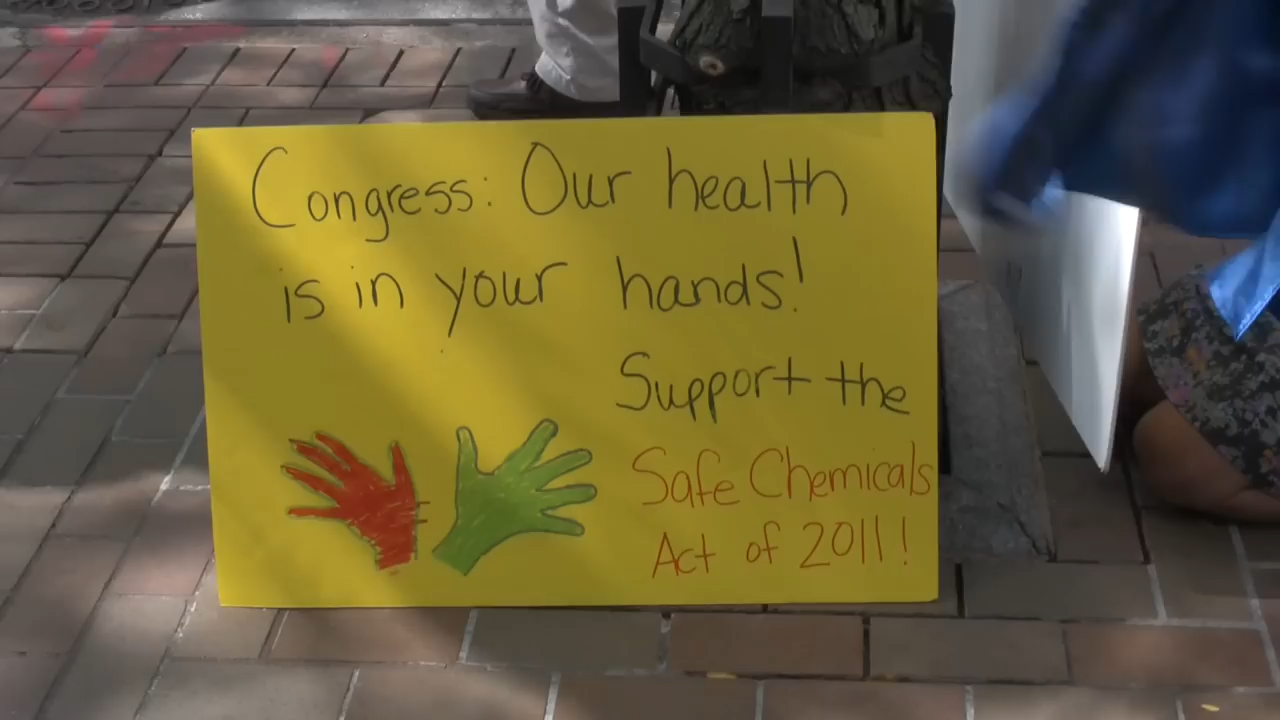 Congress: Our health
is in your hands!
Support the
Safe Chemicals
Act of 2011!